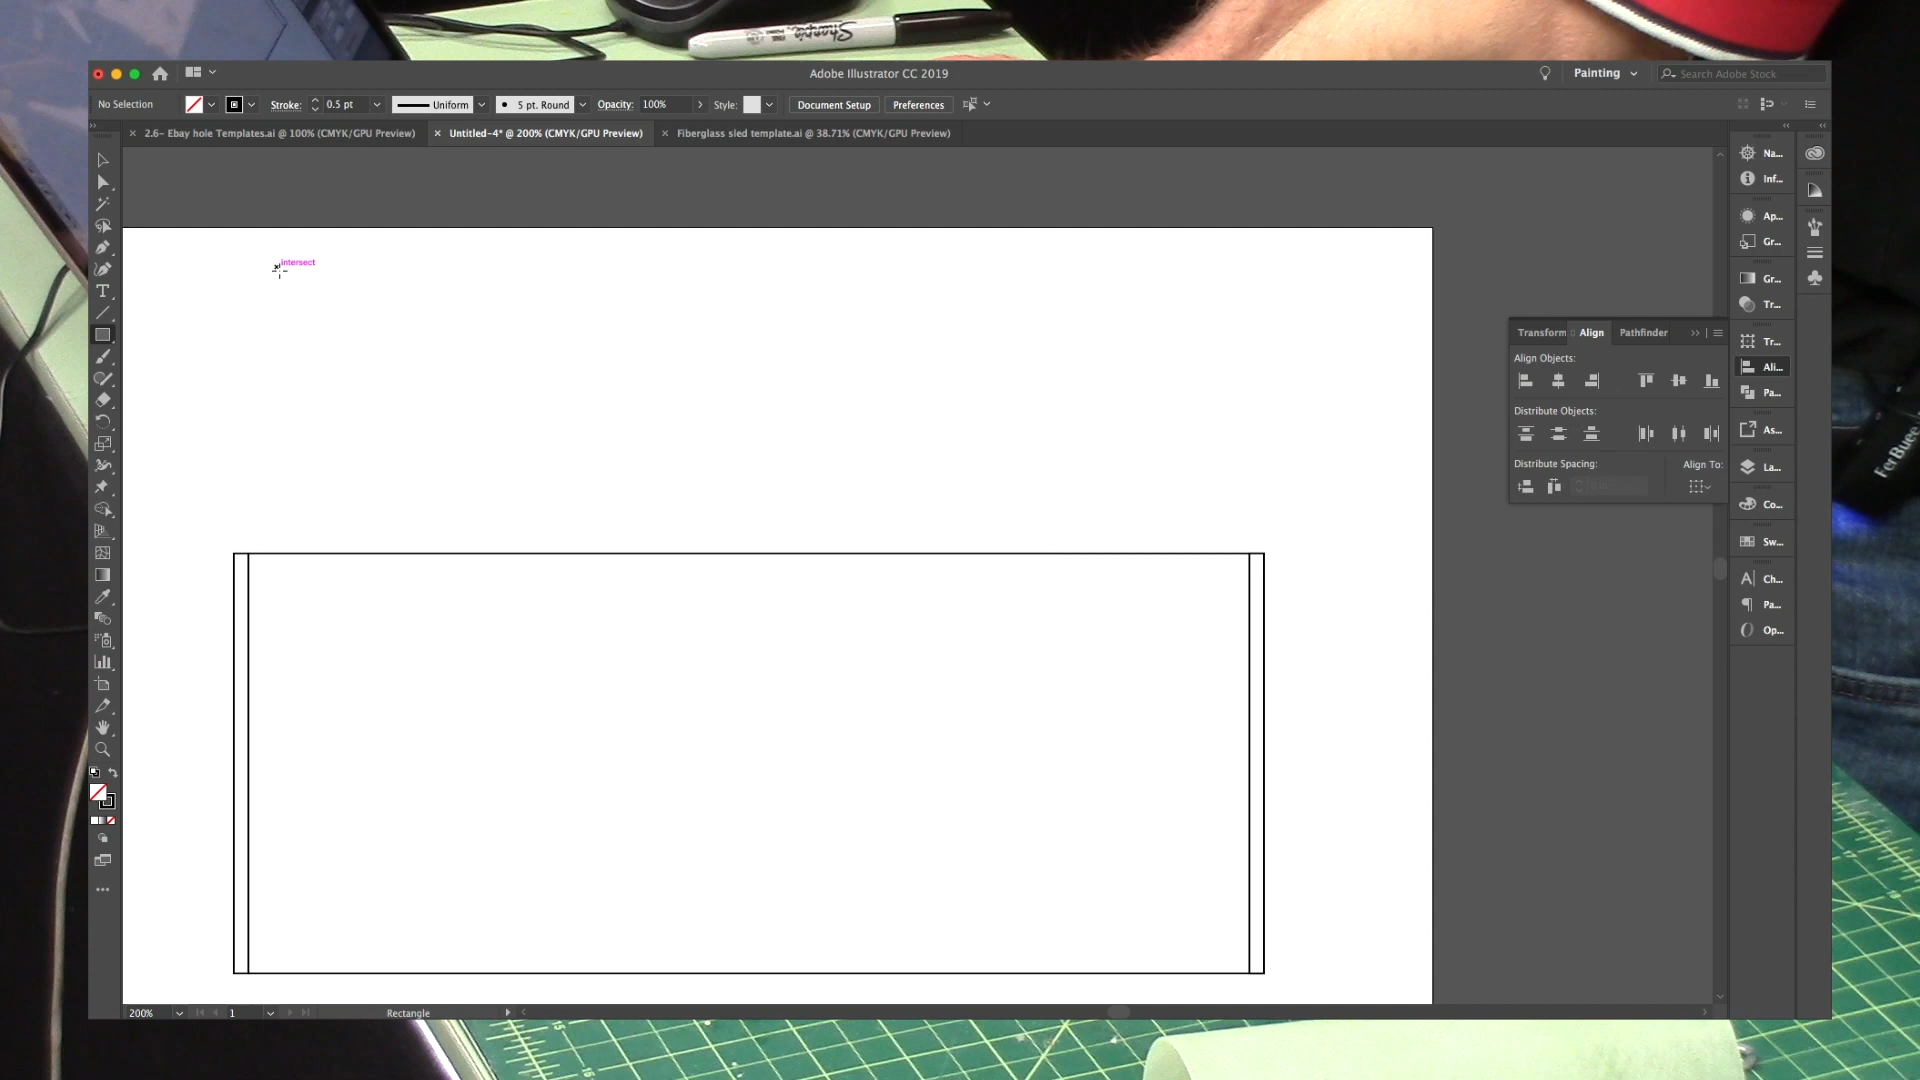 Sharpie
Adobe Illustrator CC 2019
Painting
Search Adobe Stock
No Selection
Stroke:
0.5 pt
Uniform
5 pt. Round
Opacity:
100%
Style:
Document Setup
Preferences
2.6- Ebay hole Templates.ai @ 100% (CMYK/GPU Preview)
Untitled-4* @ 200% (CMYK/GPU Preview)
Fiberglass sled template.ai @ 38.71% (CMYK/GPU Preview)
intersect
Transform
Align
Pathfinder
Align Objects:
Distribute Objects:
Distribute Spacing:
Align To:
Na...
Inf...
Ap...
Gr...
Gr...
Tr...
Tr...
Ali...
Pa...
As...
La...
Co...
Sw...
Ch...
Pa...
Op...
FerBuee
200%
1
Rectangle